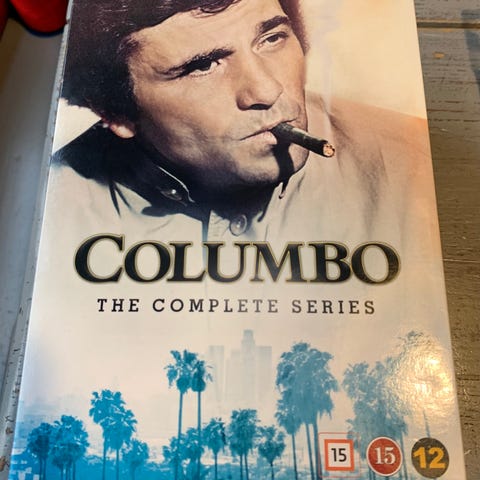 COLUMBO
THE COMPLETE SERIES
15 15 12